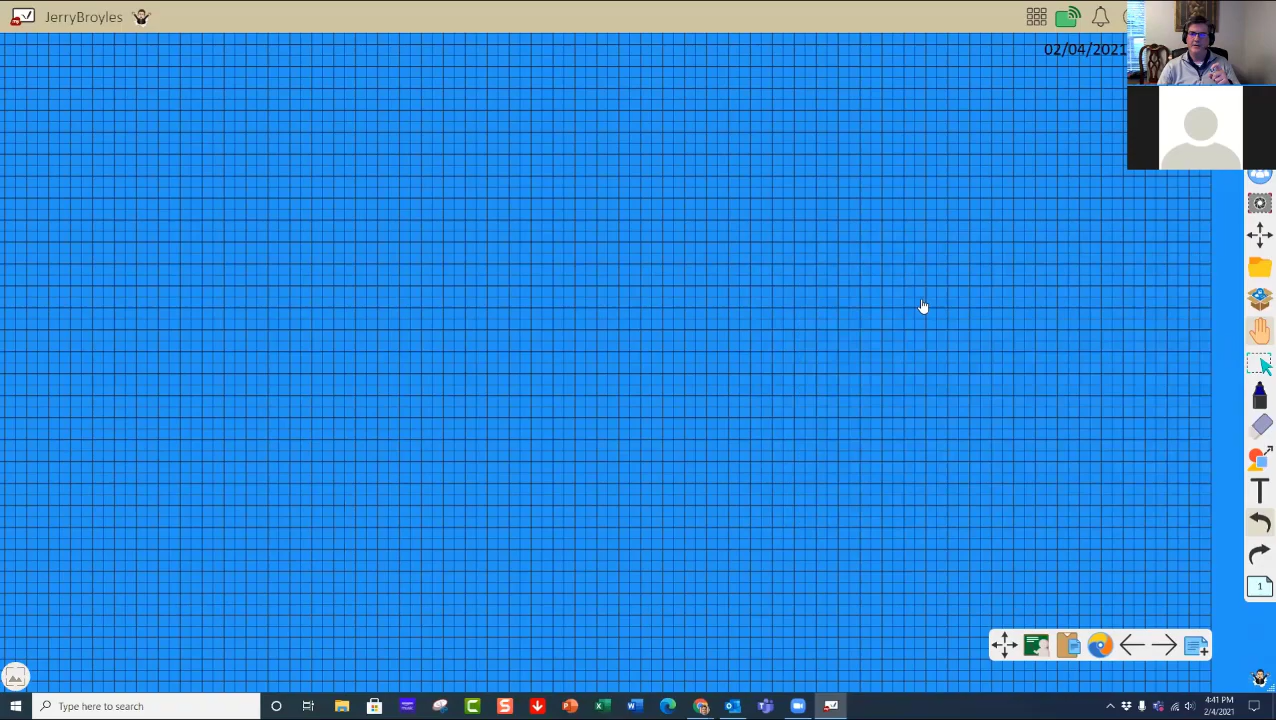 JerryBroyles
02/04/2021
T
1
Type here to search
4:41 PM
2/4/2021